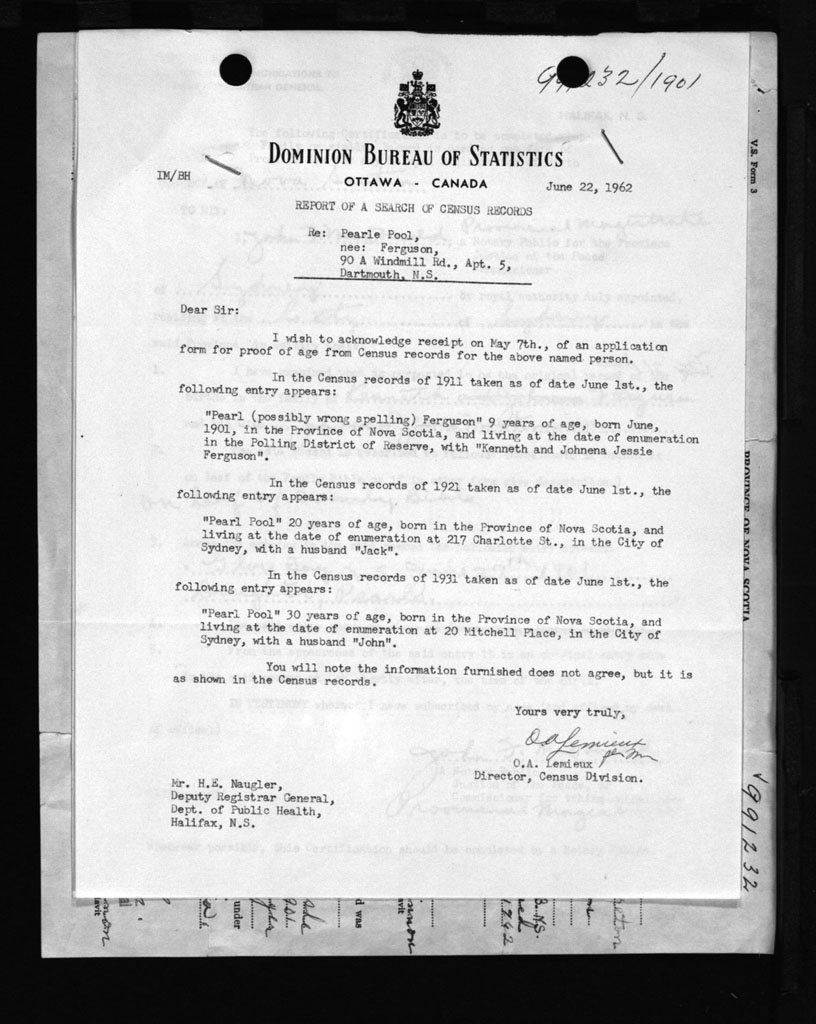 232/1901
DOMINION BUREAU OF STATISTICS
IM/BH
OTTAWA - CANADA
June 22, 1962
REPORT OF A SEARCH OF CENSUS RECORDS
Re: Pearle Pool,
nee: Ferguson,
90 A Windmill Rd., Apt. 5,
Dartmouth, N.S.
Dear Sir:
I wish to acknowledge receipt on May 7th., of an application
form for proof of age from Census records for the above named person.
In the Census records of 1911 taken as of date June 1st., the
following entry appears:
"Pearl (possibly wrong spelling) Ferguson" 9 years of age, born June,
1901, in the Province of Nova Scotia, and living at the date of enumeration
in the Polling District of Reserve, with "Kenneth and Johnena Jessie
Ferguson".
In the Census records of 1921 taken as of date June 1st., the
following entry appears:
"Pearl Pool" 20 years of age, born in the Province of Nova Scotia, and
living at the date of enumeration at 217 Charlotte St., in the City of
Sydney, with a husband "Jack".
In the Census records of 1931 taken as of date June 1st., the
following entry appears:
"Pearl Pool" 30 years of age, born in the Province of Nova Scotia, and
living at the date of enumeration at 20 Mitchell Place, in the City of
Sydney, with a husband "John".
You will note the information furnished does not agree, but it is
as shown in the Census records.
Yours very truly,
OA Lemieux
O.A. Lemieux
Director, Census Division.
Mr. H.E. Naugler,
Deputy Registrar General,
Dept. of Public Health,
Halifax, N.S.
V.S. Form 3
PROVINCE OF NOVA SCOTIA
991232
under
d was